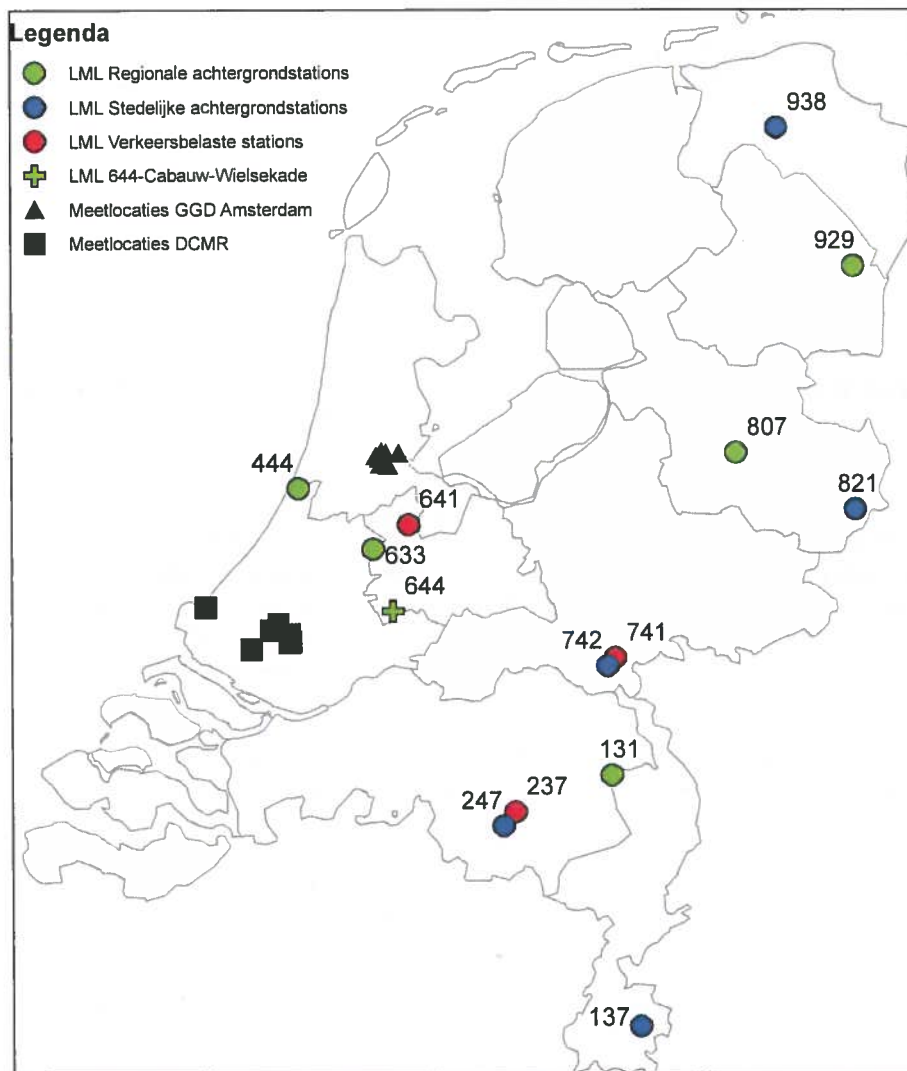 Legenda
LML Regionale achtergrondstations
LML Stedelijke achtergrondstations
LML Verkeersbelaste stations
LML 644-Cabauw-Wielsekade
Meetlocaties GGD Amsterdam
Meetlocaties DCMR
938
929
807
444
821
641
633
644
742
741
131
247
237
137